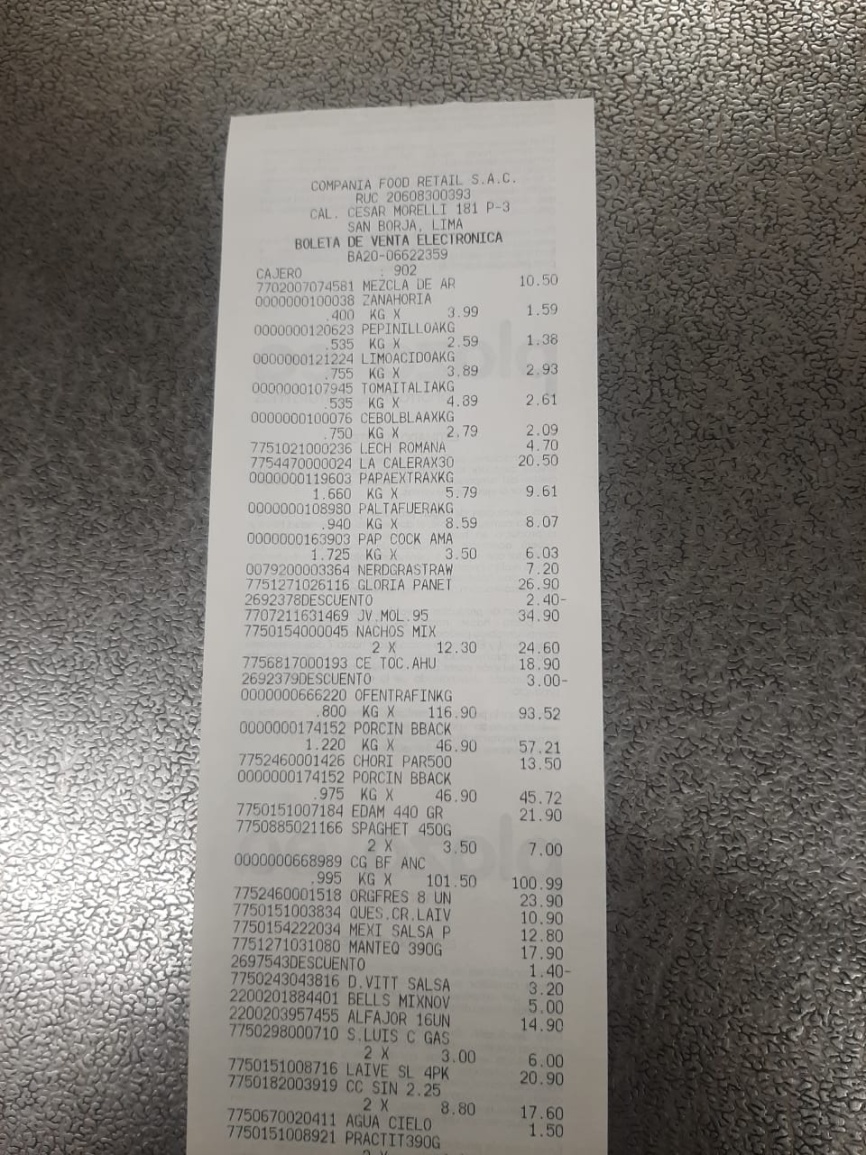 COMPANIA FOOD RETAIL S.A.C.
RUC 20608300393
CAL. CESAR MORELLI 181 P-3
SAN BORJA, LIMA
BOLETA DE VENTA ELECTRONICA
BA20-06622359
CAJERO : 902
7702007074581 MEZCLA DE AR 10.50
0000000100038 ZANAHORIA
.400 KG X 3.99 1.59
0000000120623 PEPINILLOAKG
.535 KG X 2.59 1.38
0000000121224 LIMOACIDOAKG
.755 KG X 3.89 2.93
0000000107945 TOMAITALIAKG
.535 KG X 4.89 2.61
0000000100076 CEBOLBLAAXKG
.750 KG X 2.79 2.09
7751021000236 LECH ROMANA 4.70
7754470000024 LA CALERAX30 20.50
0000000119603 PAPAEXTRAXKG
1.660 KG X 5.79 9.61
0000000108980 PALTAFUERAKG
.940 KG X 8.59 8.07
0000000163903 PAP COCK AMA
1.725 KG X 3.50 6.03
0079200003364 NERDGRASTRAW 7.20
7751271026116 GLORIA PANET 26.90
2692378DESCUENTO 2.40-
7707211631469 JV.MOL.95 34.90
7750154000045 NACHOS MIX
2 X 12.30 24.60
7756817000193 CE TOC.AHU 18.90
2692379DESCUENTO 3.00-
0000000666220 OFENTRAFINKG
.800 KG X 116.90 93.52
0000000174152 PORCIN BBACK
1.220 KG X 46.90 57.21
7752460001426 CHORI PAR500 13.50
0000000174152 PORCIN BBACK
.975 KG X 46.90 45.72
7750151007184 EDAM 440 GR 21.90
7750885021166 SPAGHET 450G
2 X 3.50 7.00
0000000668989 CG BF ANC
.995 KG X 101.50 100.99
7752460001518 ORGFRES 8 UN 23.90
7750151003834 QUES.CR.LAIV 10.90
7750154222034 MEXI SALSA P 12.80
7751271031080 MANTEQ 390G 17.90
2697543DESCUENTO 1.40-
7750243043816 D.VITT SALSA 3.20
2200201884401 BELLS MIXNOV 5.00
2200203957455 ALFAJOR 16UN 14.90
7750298000710 S.LUIS C GAS
2 X 3.00 6.00
7750151008716 LAIVE SL 4PK 20.90
7750182003919 CC SIN 2.25
2 X 8.80 17.60
7750670020411 AGUA CIELO 1.50
7750151008921 PRACTIT390G